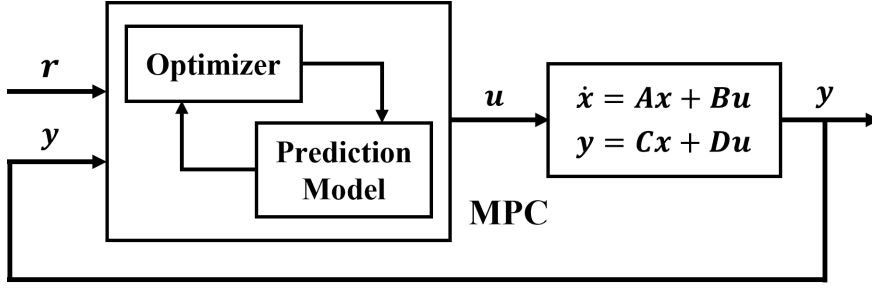 r
y
Optimizer
Prediction
Model
MPC
u
ẋ = Ax + Bu
y = Cx + Du
y